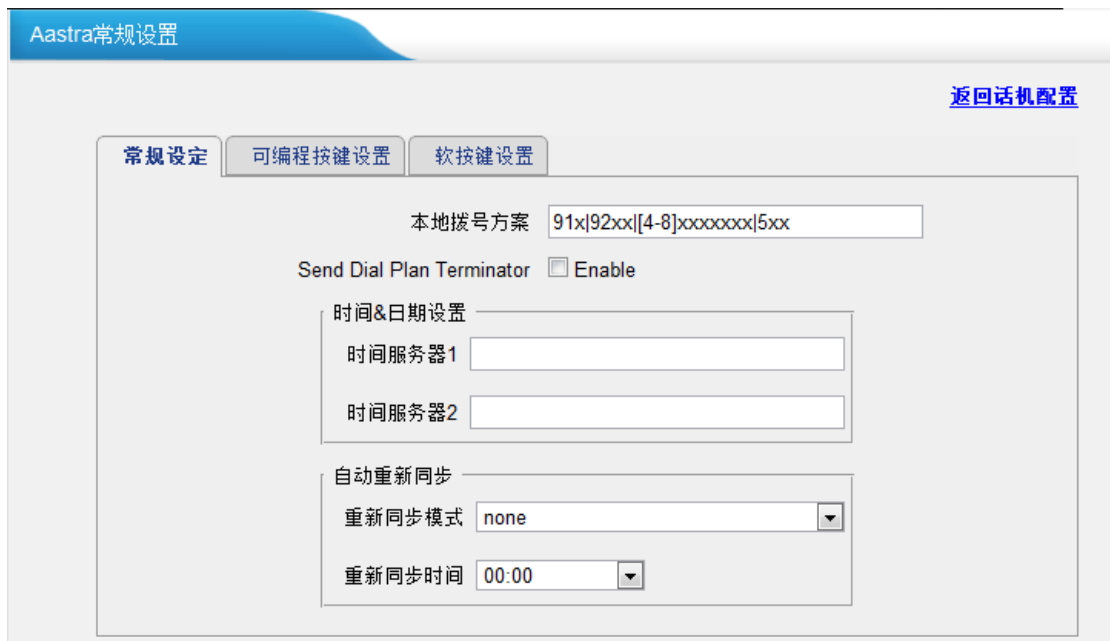 Aastra常规设置
返回话机配置
常规设定 可编程按键设置 软按键设置
本地拨号方案 91x|92xx|[4-8]xxxxxxx|5xx
Send Dial Plan Terminator Enable
时间&日期设置
时间服务器1
时间服务器2
自动重新同步
重新同步模式 none
重新同步时间 00:00